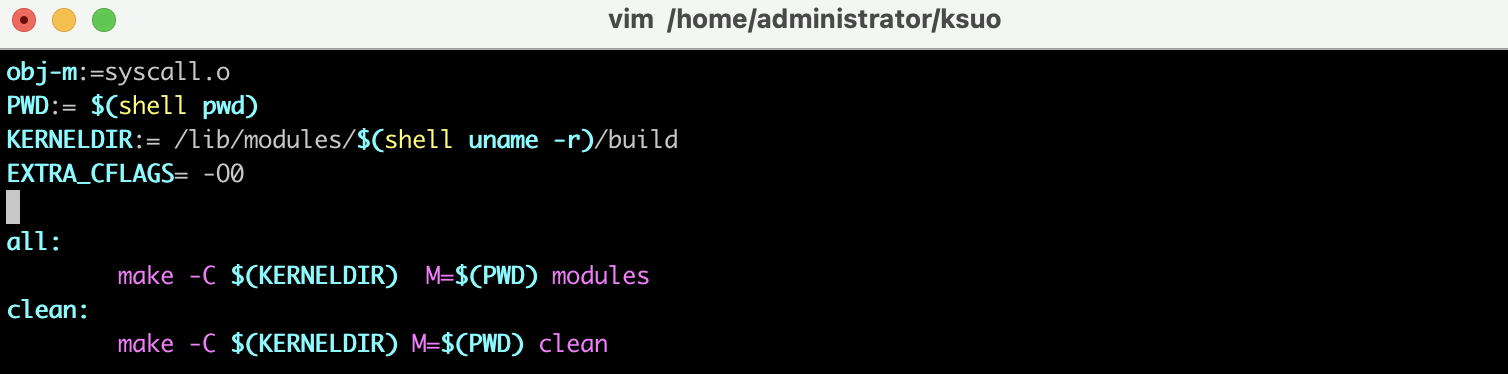 vim /home/administrator/ksuo
obj-m:=syscall.o
PWD:= $(shell pwd)
KERNELDIR:= /lib/modules/$(shell uname -r)/build
EXTRA_CFLAGS= -O0
all:
        make -C $(KERNELDIR)  M=$(PWD) modules
clean:
        make -C $(KERNELDIR) M=$(PWD) clean